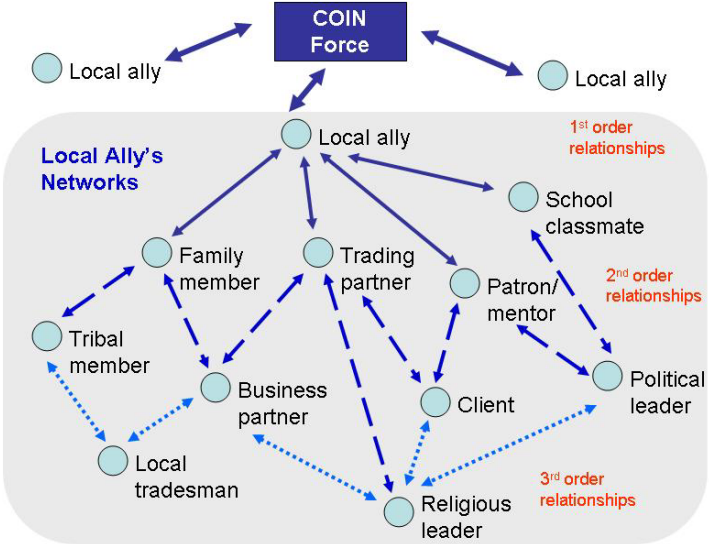 COIN
Force
Local ally
Local ally
Local ally
1st order
relationships
Local Ally's
Networks
School
classmate
Family
member
Trading
partner
Patron/
mentor
2nd order
relationships
Tribal
member
Business
partner
Client
Political
leader
Local
tradesman
Religious
leader
3rd order
relationships